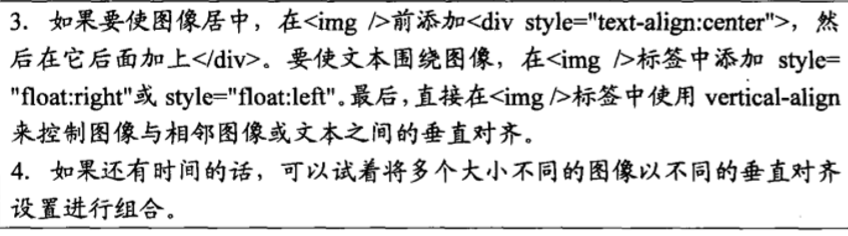 3. 如果要使图像居中，在<img />前添加<div style="text-align:center">，然
后在它后面加上</div>。要使文本围绕图像，在<img />标签中添加 style=
"float:right"或 style="float:left"。最后，直接在<img />标签中使用 vertical-align
来控制图像与相邻图像或文本之间的垂直对齐。
4. 如果还有时间的话，可以试着将多个大小不同的图像以不同的垂直对齐
设置进行组合。